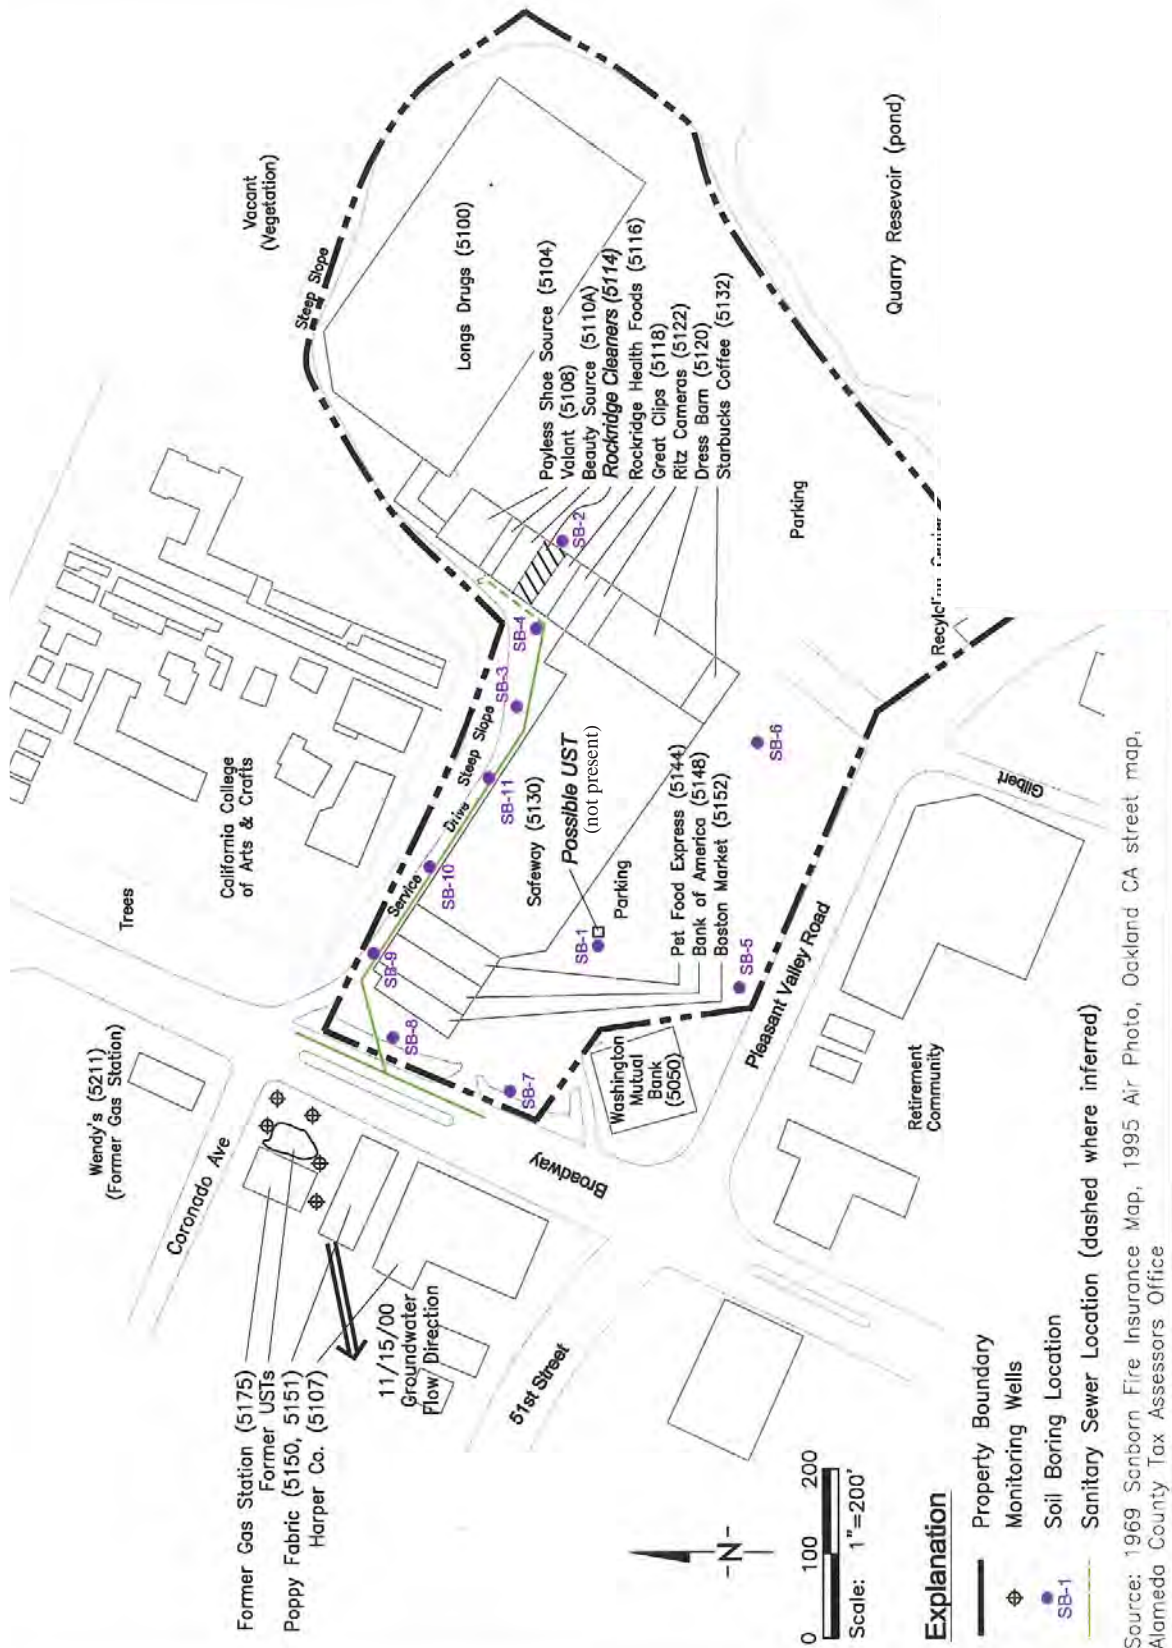 Vacant
(Vegetation)
Steep Slope
Longs Drugs (5100)
Quarry Resevoir (pond)
Payless Shoe Source (5104)
Valant (5108)
Beauty Source (5110A)
Rockridge Cleaners (5114)
Rockridge Health Foods (5116)
Great Clips (5118)
Ritz Cameras (5122)
Dress Barn (5120)
Starbucks Coffee (5132)
Parking
Trees
California College
of Arts & Crafts
SB-2
SB-4
SB-3
Steep Slope
SB-11
Service Drive
SB-10
SB-9
SB-8
SB-7
Safeway (5130)
Possible UST
(not present)
SB-1
Parking
SB-6
SB-5
Pet Food Express (5144)
Bank of America (5148)
Boston Market (5152)
Washington
Mutual
Bank
(5050)
Pleasant Valley Road
Gilbert
Retirement
Community
Wendy's (5211)
(Former Gas Station)
Coronado Ave
Broadway
51st Street
Former Gas Station (5175)
Former USTs
Poppy Fabric (5150, 5151)
Harper Co. (5107)
11/15/00
Groundwater
Flow Direction
-N-
0 100 200
Scale: 1"=200'
Explanation
Property Boundary
Monitoring Wells
SB-1 Soil Boring Location
Sanitary Sewer Location (dashed where inferred)
Source: 1969 Sanborn Fire Insurance Map, 1995 Air Photo, Oakland CA street map,
Alameda County Tax Assessors Office